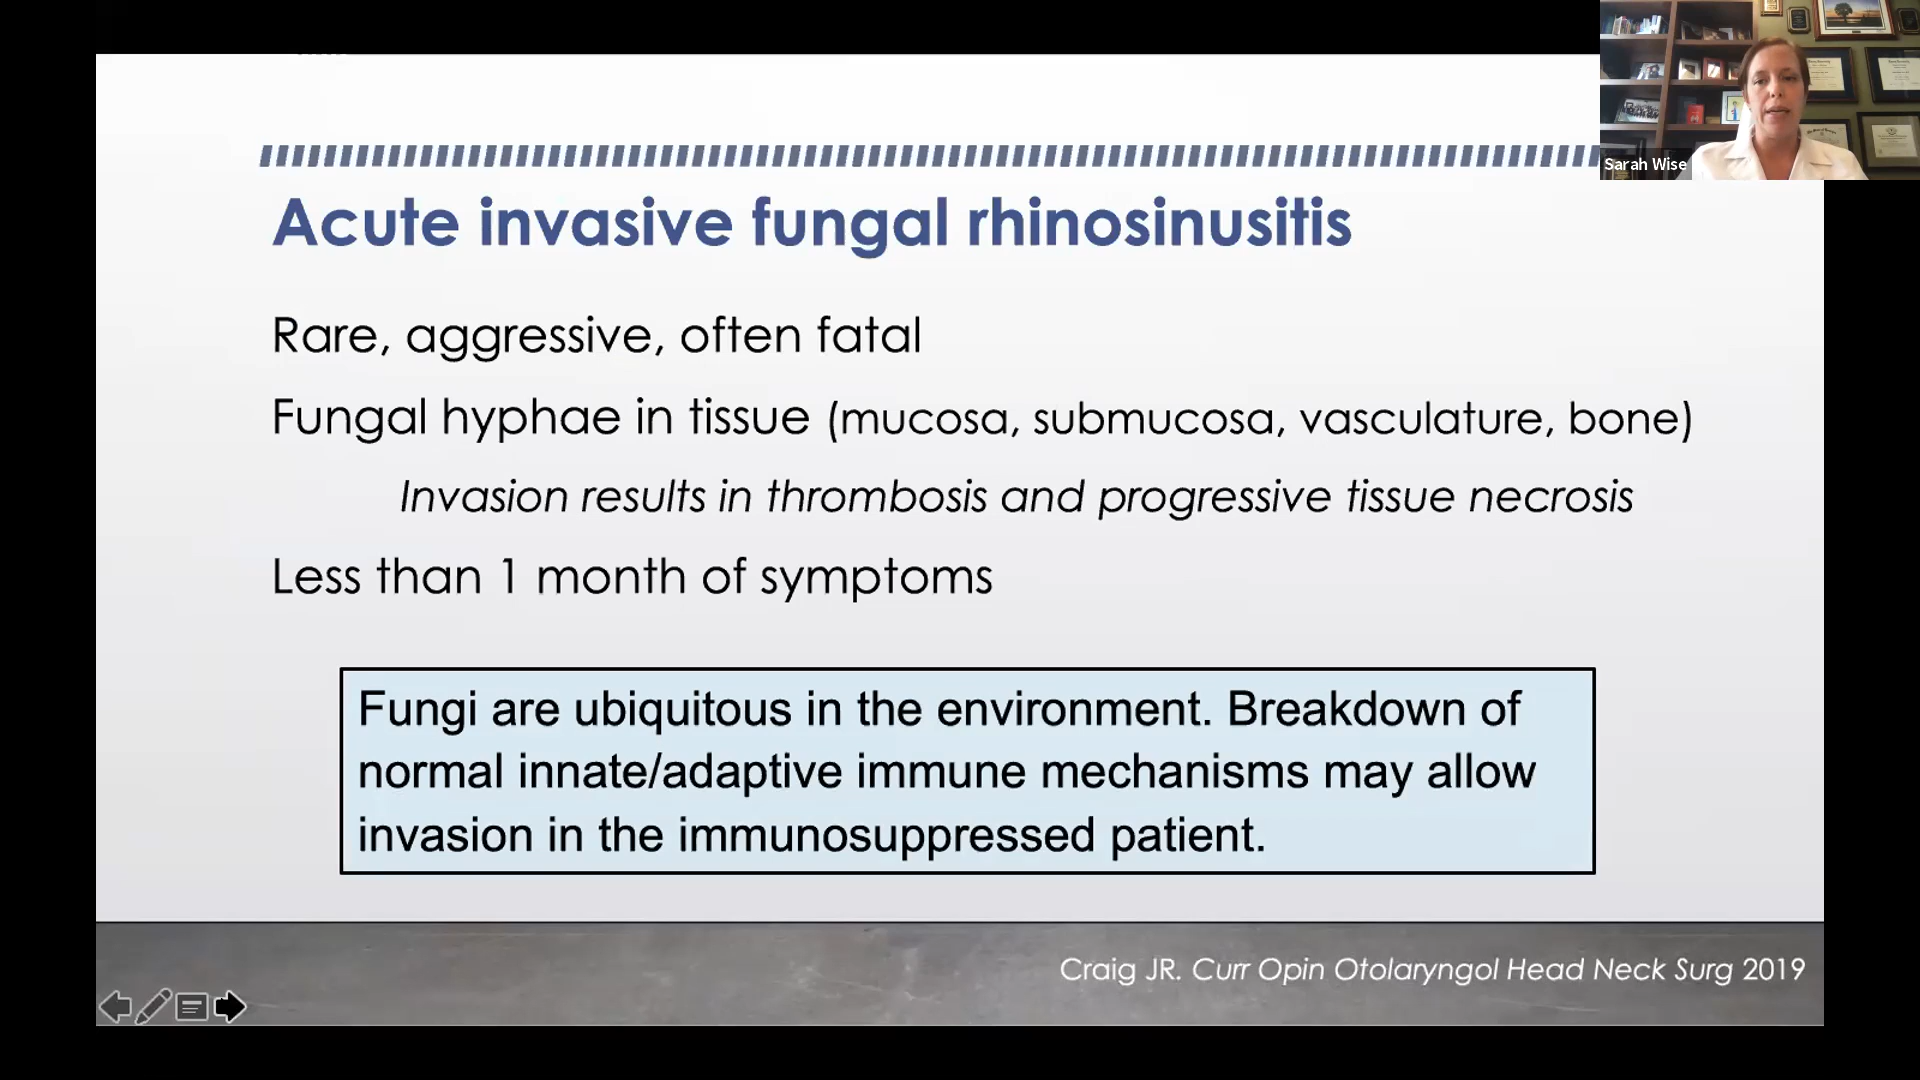 Sarah Wise
Acute invasive fungal rhinosinusitis
Rare, aggressive, often fatal
Fungal hyphae in tissue (mucosa, submucosa, vasculature, bone)
Invasion results in thrombosis and progressive tissue necrosis
Less than 1 month of symptoms
Fungi are ubiquitous in the environment. Breakdown of
normal innate/adaptive immune mechanisms may allow
invasion in the immunosuppressed patient.
Craig JR. Curr Opin Otolaryngol Head Neck Surg 2019